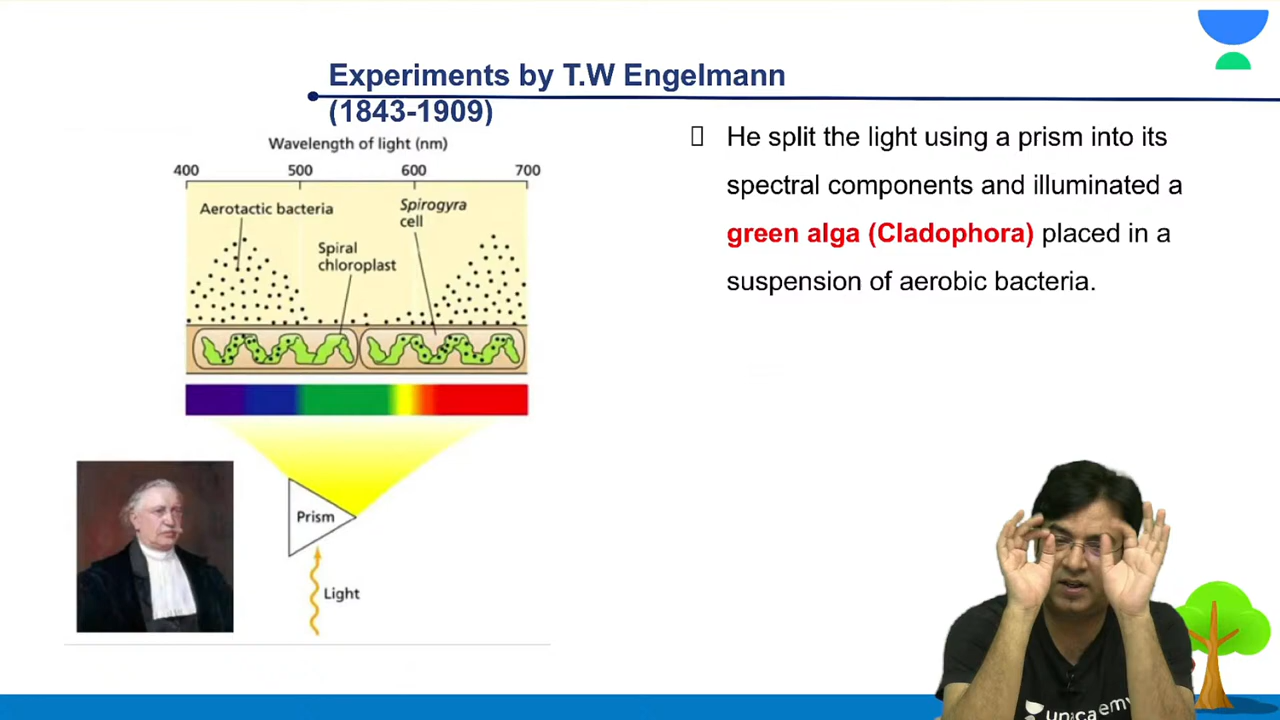 Experiments by T.W Engelmann
(1843-1909)
Wavelength of light (nm)
400 500 600 700
Aerotactic bacteria
Spirogyra
cell
Spiral
chloroplast
Prism
Light
He split the light using a prism into its
spectral components and illuminated a
green alga (Cladophora) placed in a
suspension of aerobic bacteria.